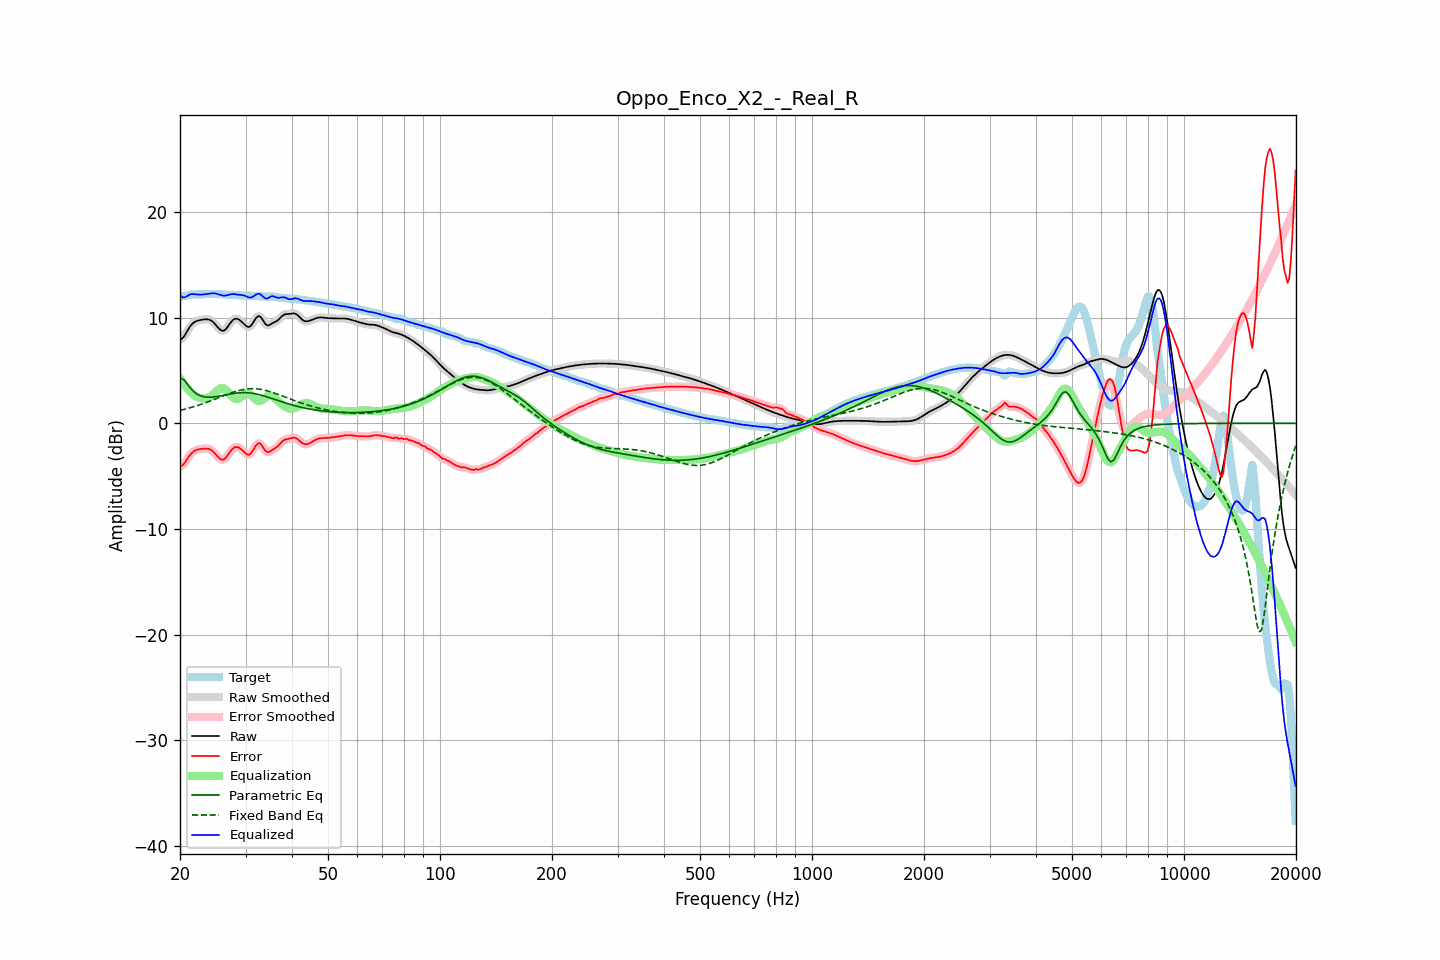 Oppo_Enco_X2_-_Real_R
Amplitude (dBr)
20
10
0
−10
−20
−30
−40
Target
Raw Smoothed
Error Smoothed
Raw
Error
Equalization
Parametric Eq
Fixed Band Eq
Equalized
20 50 100 200 500 1000 2000 5000 10000 20000
Frequency (Hz)